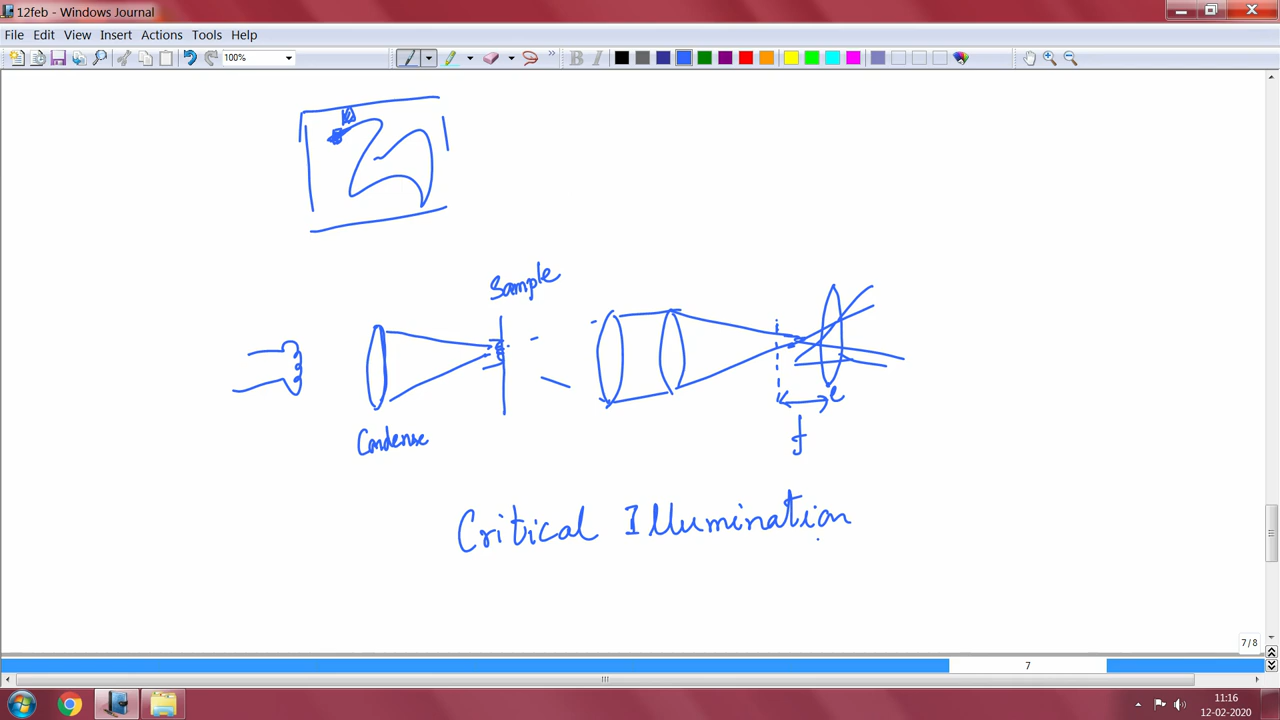 12feb - Windows Journal
File Edit View Insert Actions Tools Help
100%
B I
Sample
Condense
e
f
Critical Illumination
7/8
7
11:16
12-02-2020